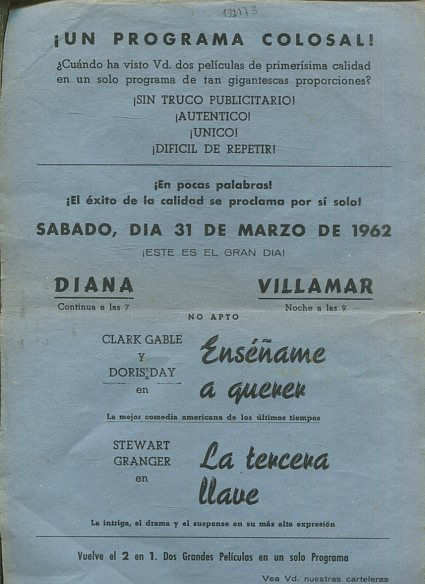 ¡UN PROGRAMA COLOSAL!
¿Cuándo ha visto Vd. dos películas de primerísima calidad
en un solo programa de tan gigantescas proporciones?
¡SIN TRUCO PUBLICITARIO!
¡AUTENTICO!
¡UNICO!
¡DIFICIL DE REPETIR!
¡En pocas palabras!
¡El éxito de la calidad se proclama por sí solo!
SABADO, DIA 31 DE MARZO DE 1962
¡ESTE ES EL GRAN DIA!
DIANA VILLAMAR
Contínua a las 7 Noche a las 9
NO APTO
CLARK GABLE
Y
DORIS DAY
en
Enséñame
a querer
La mejor comedia americana de los últimos tiempos
STEWART
GRANGER
en
La tercera
llave
La intriga, el drama y el suspense en su más alta expresión
Vuelve el 2 en 1. Dos Grandes Películas en un solo Programa
Vea Vd. nuestras carteleras